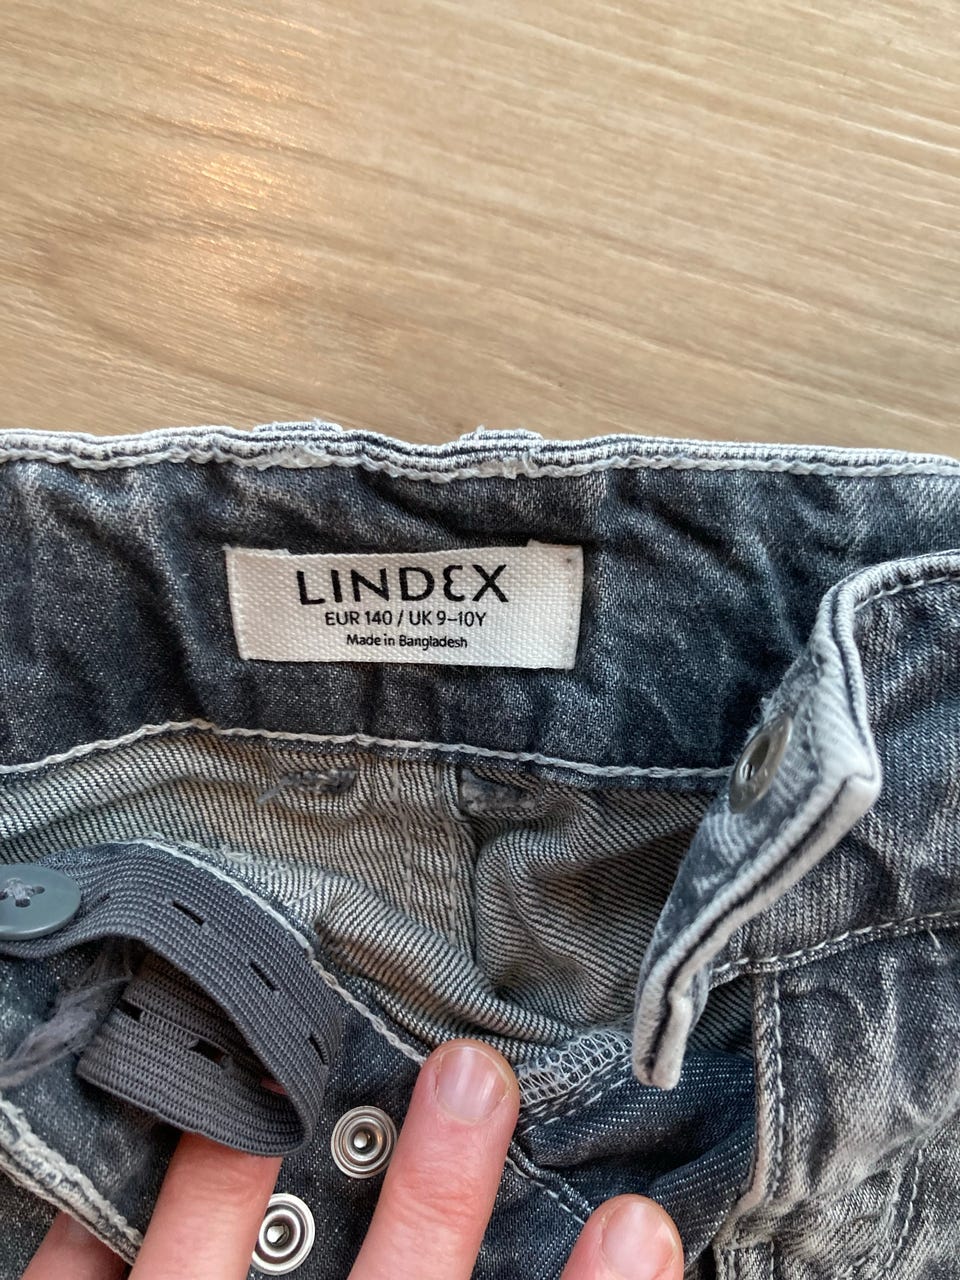 LINDEX
EUR 140 / UK 9–10Y
Made in Bangladesh